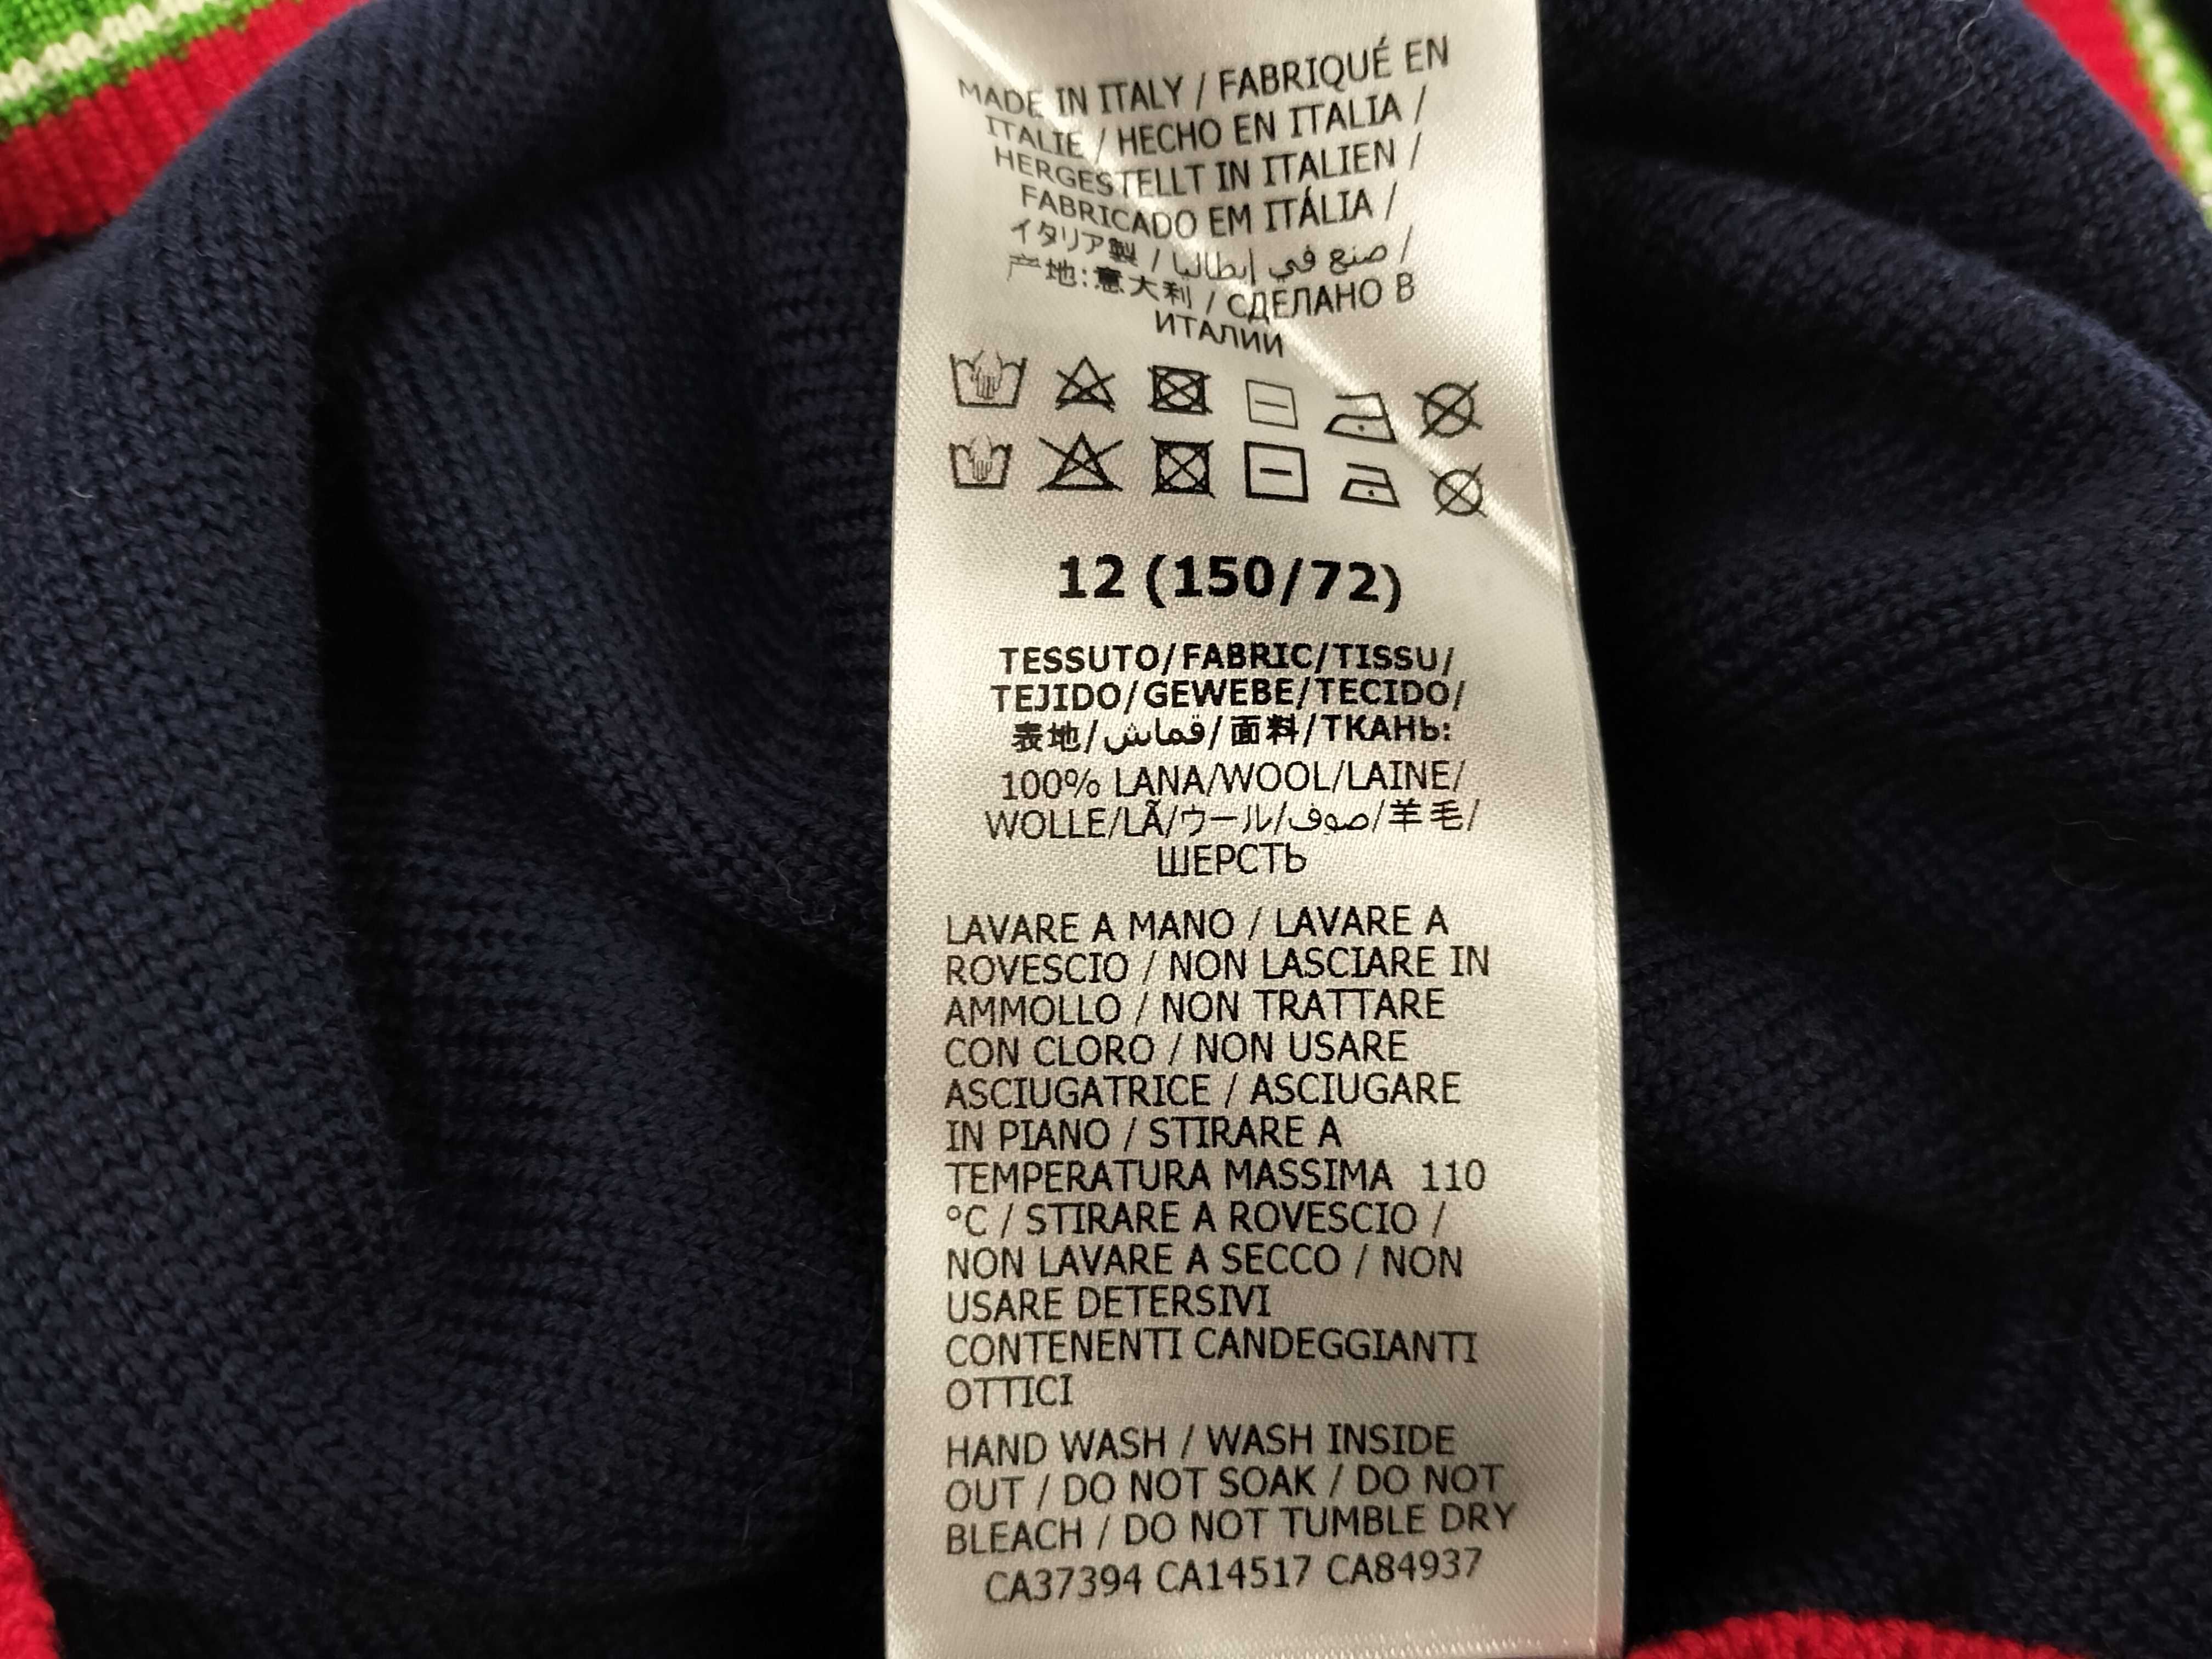 MADE IN ITALY / FABRIQUÉ EN
ITALIE / HECHO EN ITALIA /
HERGESTELLT IN ITALIEN /
FABRICADO EM ITÁLIA /
イタリア製 / صنع في إيطاليا /
产地:意大利 / СДЕЛАНО В
ИТАЛИИ
12 (150/72)
TESSUTO/FABRIC/TISSU/
TEJIDO/GEWEBE/TECIDO/
表地/قماش/面料/ТКАНЬ:
100% LANA/WOOL/LAINE/
WOLLE/LÃ/ウール/صوف/羊毛/
ШЕРСТЬ
LAVARE A MANO / LAVARE A
ROVESCIO / NON LASCIARE IN
AMMOLLO / NON TRATTARE
CON CLORO / NON USARE
ASCIUGATRICE / ASCIUGARE
IN PIANO / STIRARE A
TEMPERATURA MASSIMA 110
°C / STIRARE A ROVESCIO /
NON LAVARE A SECCO / NON
USARE DETERSIVI
CONTENENTI CANDEGGIANTI
OTTICI
HAND WASH / WASH INSIDE
OUT / DO NOT SOAK / DO NOT
BLEACH / DO NOT TUMBLE DRY
CA37394 CA14517 CA84937